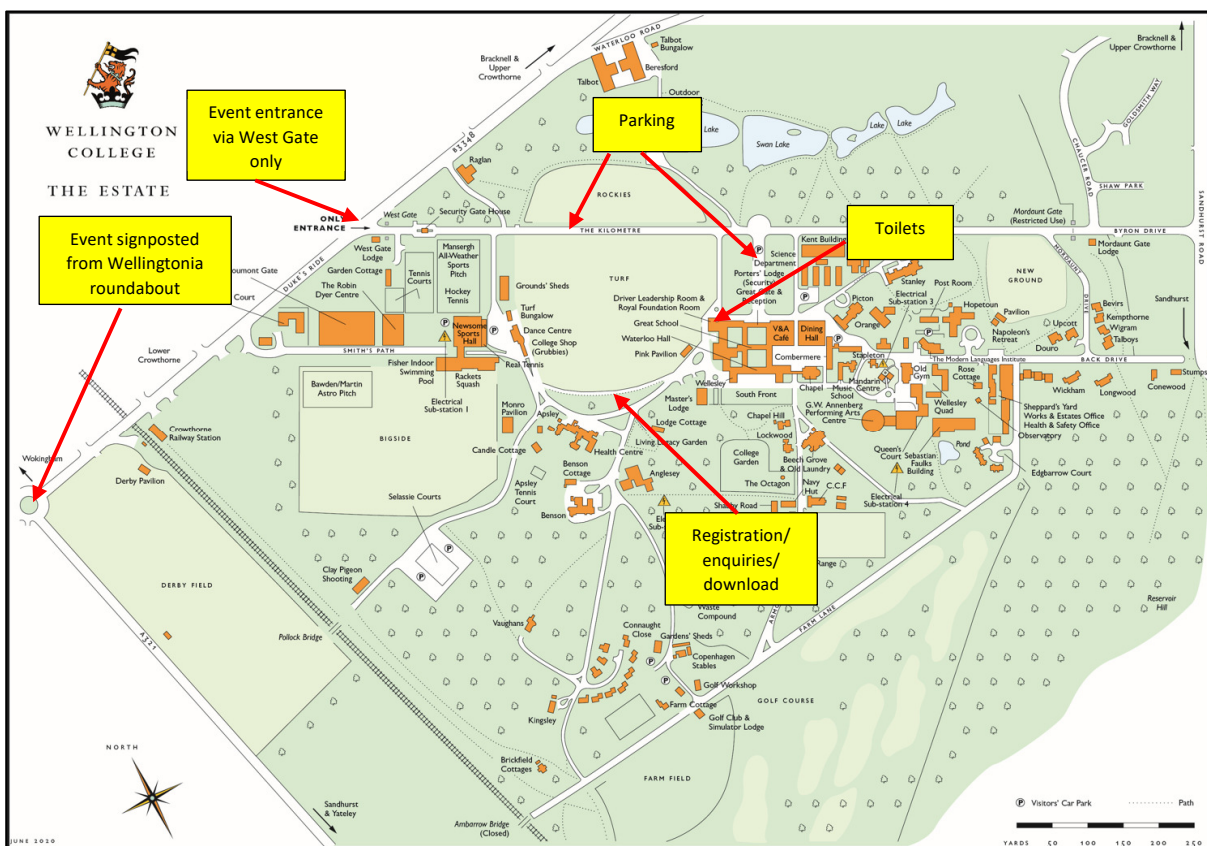 WELLINGTON
COLLEGE
THE ESTATE
Event entrance
via West Gate
only
Event signposted
from Wellingtonia
roundabout
Parking
Toilets
Registration/
enquiries/
download
WATERLOO ROAD
Talbot
Bungalow
Beresford
Talbot
Outdoor
Bracknell &
Upper
Crowthorne
Bracknell &
Upper Crowthorne
B3348
Raglan
Lake
Swan Lake
Lake
Lake
GOLDSMITH WAY
CHAUCER ROAD
SHAW PARK
SANDHURST ROAD
ROCKIES
West Gate
Security Gate House
ONLY
ENTRANCE
THE KILOMETRE
Mordaunt Gate
(Restricted Use)
BYRON DRIVE
Mordaunt Gate
Lodge
MORDAUNT
DRIVE
NEW
GROUND
DUKE'S RIDE
West Gate
Lodge
Garden Cottage
The Robin
Dyer Centre
Tennis
Courts
Mansergh
All-Weather
Sports
Pitch
Hockey
Tennis
Court
SMITH'S PATH
Newsome
Sports
Hall
Fisher Indoor
Swimming
Pool
Rackets
Squash
Real Tennis
Electrical
Sub-station 1
Grounds' Sheds
Turf
Bungalow
Dance Centre
College Shop
(Grubbies)
TURF
Kent Building
Science
Department
Porters' Lodge
(Security)
Great Gate &
Reception
Driver Leadership Room &
Royal Foundation Room
Great School
Waterloo Hall
Pink Pavilion
V&A
Café
Dining
Hall
Combermere
Stanley
Picton
Orange
Electrical
Sub-station 3
Post Room
Hopetoun
Pavilion
Napoleon's
Retreat
Upcott
Douro
Bevirs
Kempthorne
Wigram
Talboys
Sandhurst
Stapleton
The Modern Languages Institute
BACK DRIVE
Old
Gym
Rose
Cottage
Wickham
Longwood
Conewood
Stumps
Mandarin
Centre
Music
School
Chapel
South Front
Wellesley
Master's
Lodge
Lodge Cottage
Living Legacy Garden
Wellesley
Quad
G.W. Annenberg
Performing Arts
Centre
Sheppard's Yard
Works & Estates Office
Health & Safety Office
Observatory
Pond
Queen's
Court
Sebastian
Faulks
Building
Electrical
Sub-station 4
Edgbarrow Court
Chapel Hill
Lockwood
College
Garden
Beech Grove
& Old Laundry
The Octagon
Navy
Hut
C.C.F
Range
Lower
Crowthorne
Bawden/Martin
Astro Pitch
BIGSIDE
Monro
Pavilion
Apsley
Candle Cottage
Health Centre
Benson
Cottage
Apsley
Tennis
Court
Benson
Anglesey
Selassie Courts
Crowthorne
Railway Station
Wokingham
Derby Pavilion
DERBY FIELD
A321
Pollock Bridge
Clay Pigeon
Shooting
Vaughans
Waste
Compound
FARM LANE
Connaught
Close
Gardens' Sheds
Copenhagen
Stables
Golf Workshop
Farm Cottage
Golf Club &
Simulator Lodge
GOLF COURSE
Reservoir
Hill
Kingsley
Brickfield
Cottages
FARM FIELD
Ambarrow Bridge
(Closed)
Sandhurst
& Yateley
NORTH
P Visitors' Car Park
Path
YARDS 50 100 150 200 250
JUNE 2020